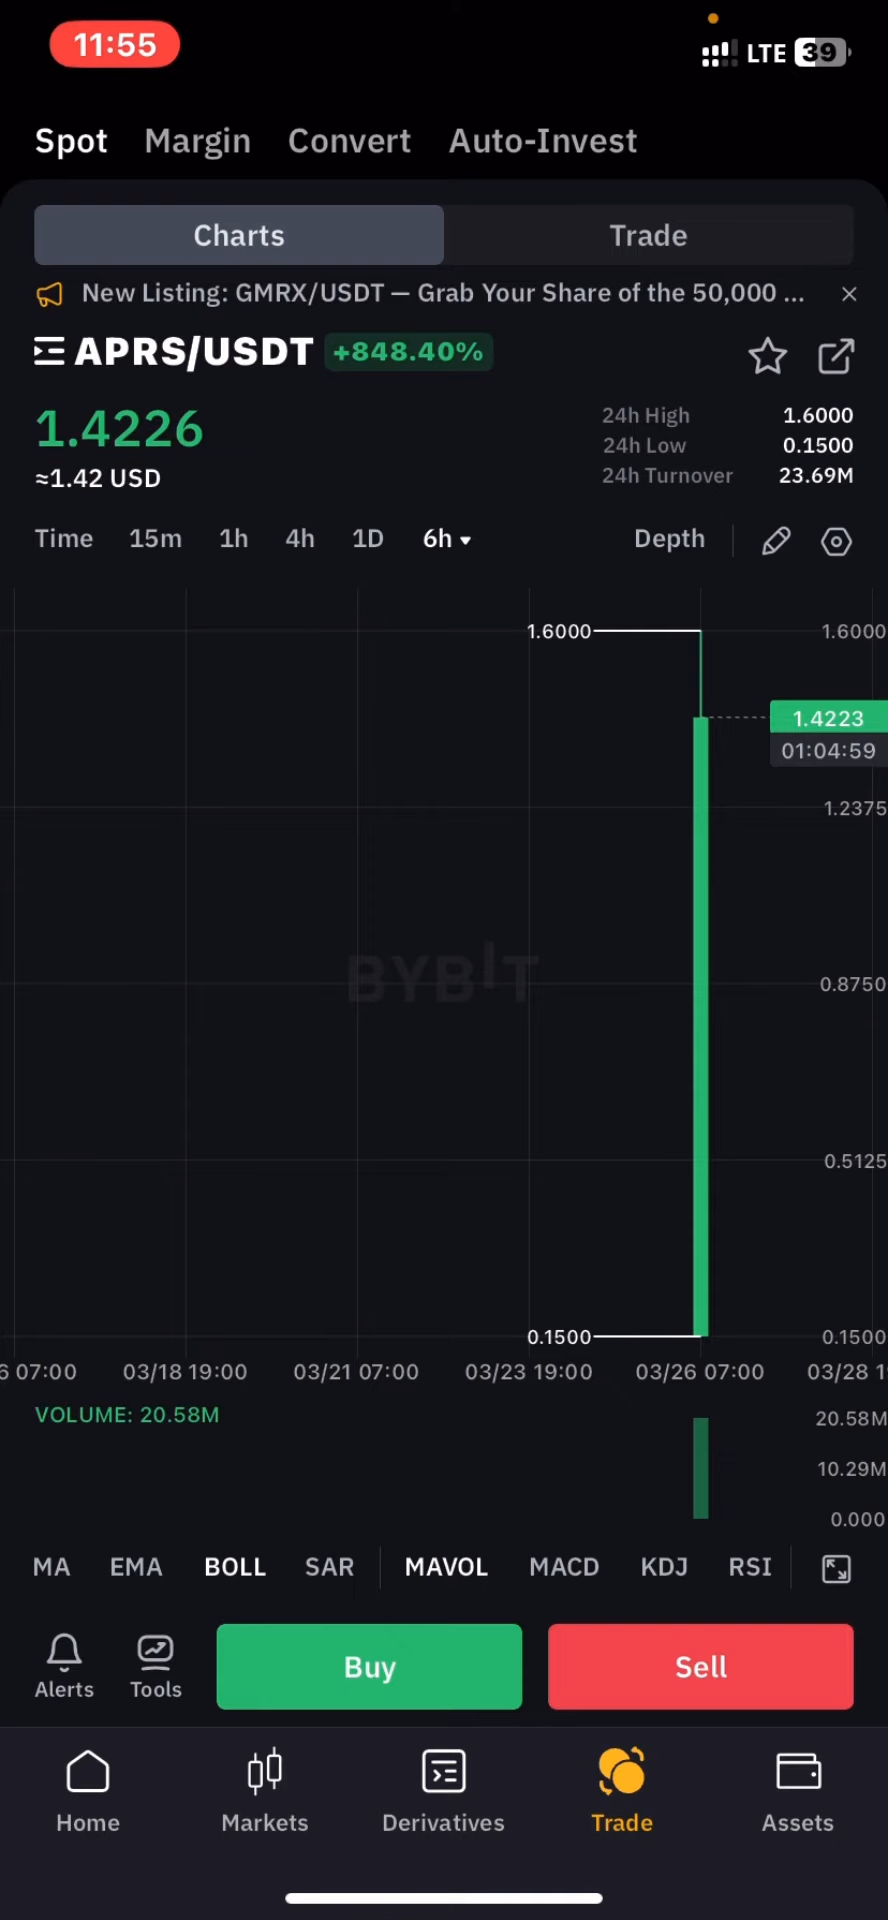 11:55
LTE 39
Spot Margin Convert Auto-Invest
Charts Trade
New Listing: GMRX/USDT — Grab Your Share of the 50,000 ...
APRS/USDT +848.40%
1.4226
≈1.42 USD
24h High 1.6000
24h Low 0.1500
24h Turnover 23.69M
Time 15m 1h 4h 1D 6h Depth
1.6000 1.6000
1.4223
01:04:59
1.2375
BYBIT
0.8750
0.5125
0.1500 0.1500
6 07:00 03/18 19:00 03/21 07:00 03/23 19:00 03/26 07:00 03/28 1
VOLUME: 20.58M
20.58M
10.29M
0.000
MA EMA BOLL SAR MAVOL MACD KDJ RSI
Alerts Tools Buy Sell
Home Markets Derivatives Trade Assets